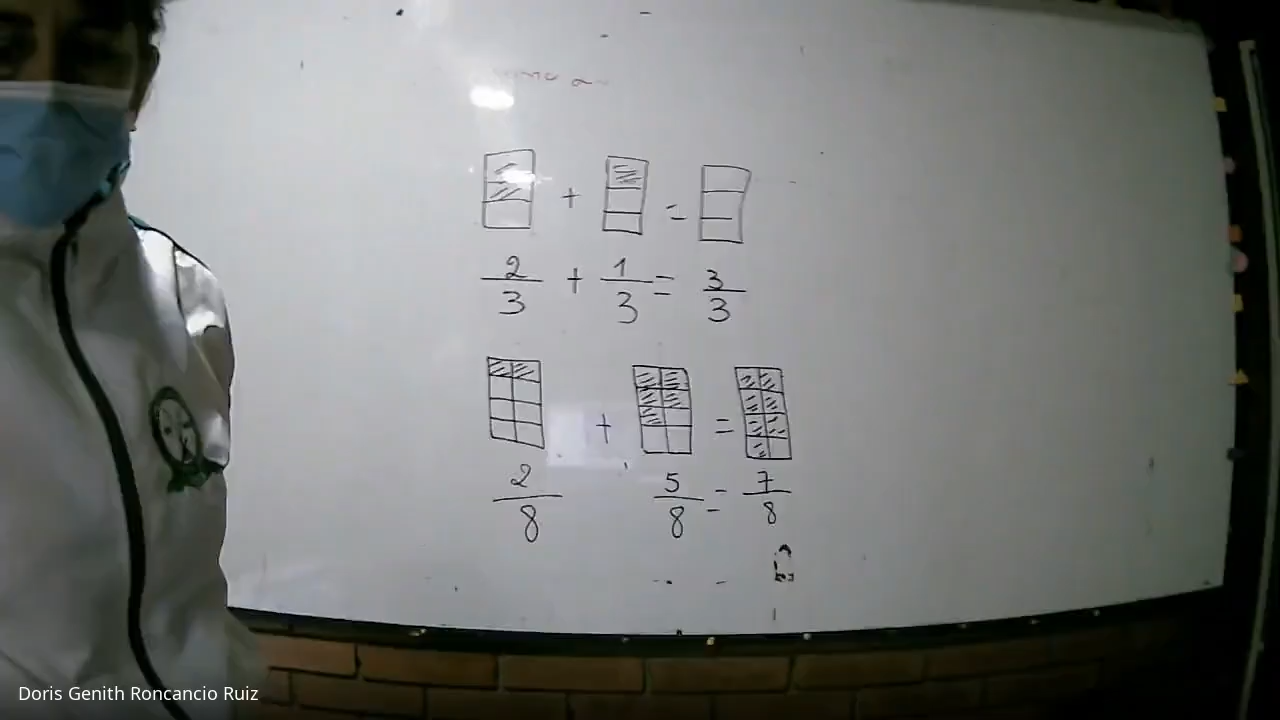 + =
2/3 + 1/3 = 3/3
+ =
2/8 5/8 = 7/8
Doris Genith Roncancio Ruiz